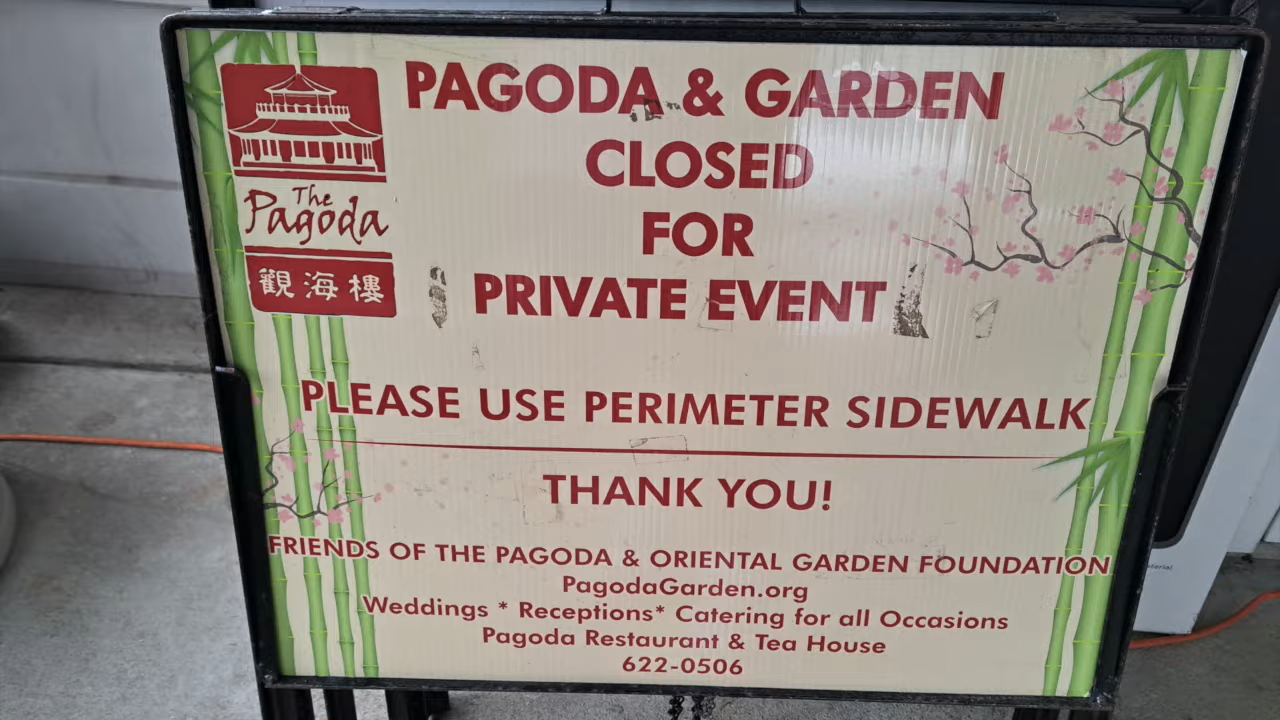 The
Pagoda
觀海樓
PAGODA & GARDEN
CLOSED
FOR
PRIVATE EVENT
PLEASE USE PERIMETER SIDEWALK
THANK YOU!
FRIENDS OF THE PAGODA & ORIENTAL GARDEN FOUNDATION
PagodaGarden.org
Weddings * Receptions* Catering for all Occasions
Pagoda Restaurant & Tea House
622-0506